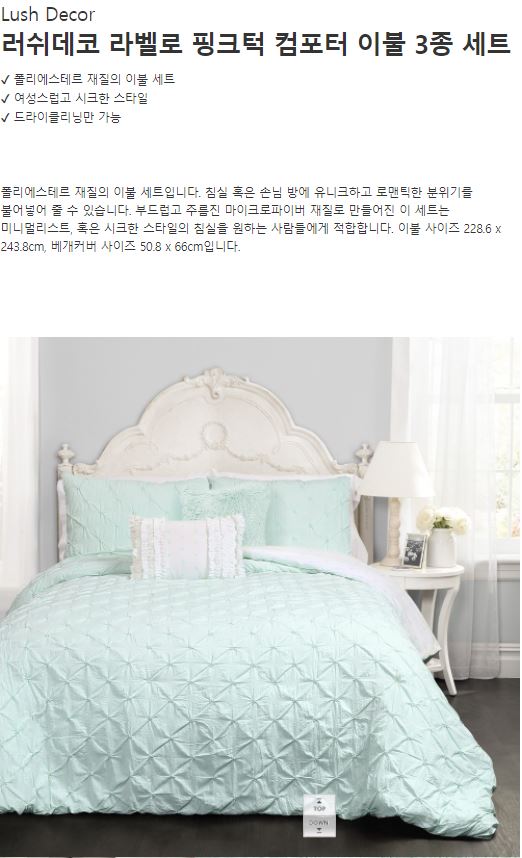 Lush Decor
러쉬데코 라벨로 핑크턱 컴포터 이불 3종 세트
✓ 폴리에스테르 재질의 이불 세트
✓ 여성스럽고 시크한 스타일
✓ 드라이클리닝만 가능
폴리에스테르 재질의 이불 세트입니다. 침실 혹은 손님 방에 유니크하고 로맨틱한 분위기를
불어넣어 줄 수 있습니다. 부드럽고 주름진 마이크로파이버 재질로 만들어진 이 세트는
미니멀리스트, 혹은 시크한 스타일의 침실을 원하는 사람들에게 적합합니다. 이불 사이즈 228.6 x
243.8cm, 베개커버 사이즈 50.8 x 66cm입니다.
TOP
DOWN